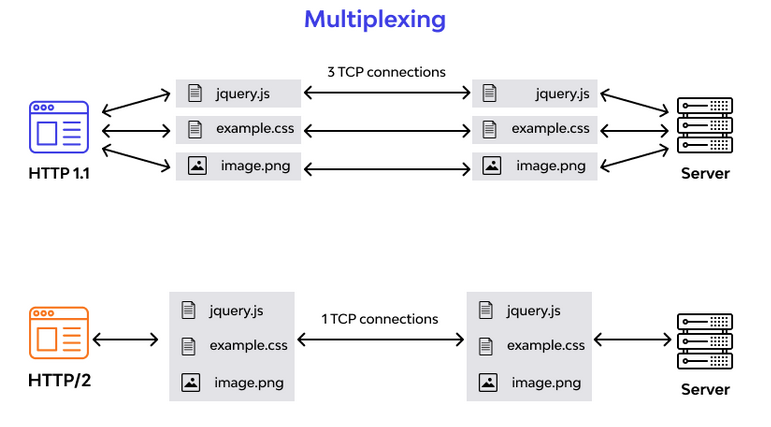 Multiplexing
3 TCP connections
jquery.js
jquery.js
example.css
example.css
image.png
image.png
HTTP 1.1
Server
1 TCP connections
jquery.js
jquery.js
example.css
example.css
image.png
image.png
HTTP/2
Server